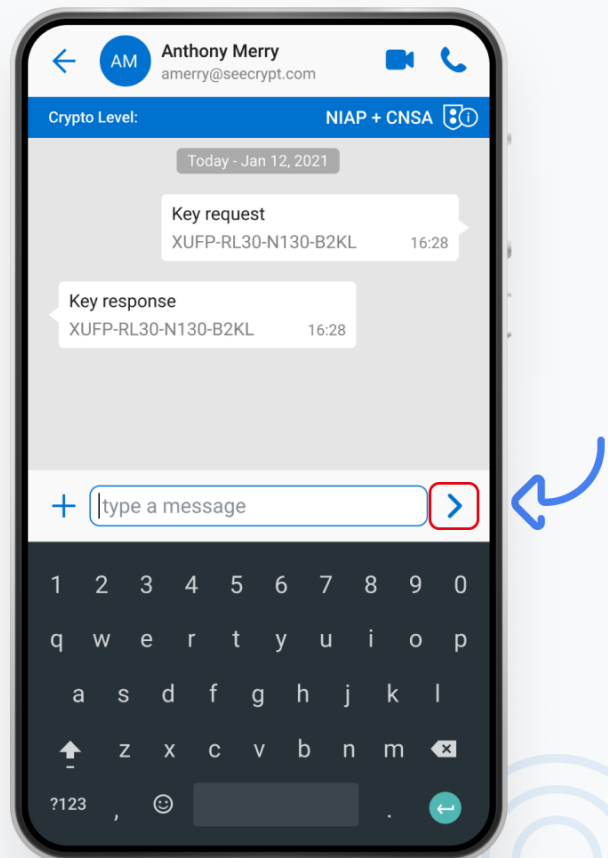 AM
Anthony Merry
amerry@seecrypt.com
Crypto Level: NIAP + CNSA
Today - Jan 12, 2021
Key request
XUFP-RL30-N130-B2KL 16:28
Key response
XUFP-RL30-N130-B2KL 16:28
type a message
1 2 3 4 5 6 7 8 9 0
q w e r t y u i o p
a s d f g h j k l
z x c v b n m
?123 , .